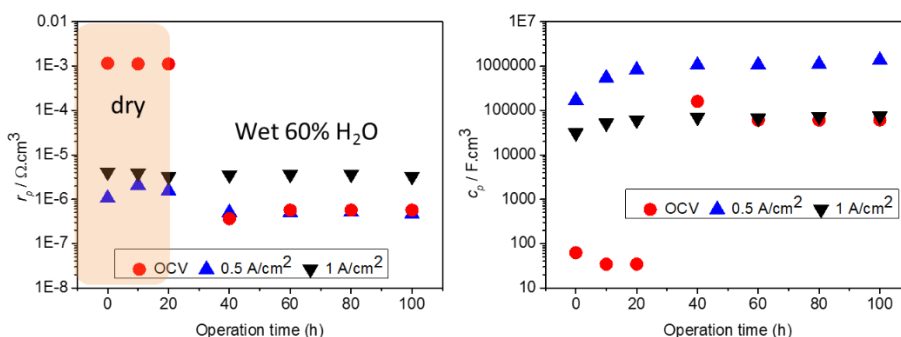 0.01
1E-3
1E-4
1E-5
1E-6
1E-7
1E-8
rₚ / Ω.cm³
dry
Wet 60% H₂O
OCV 0.5 A/cm² 1 A/cm²
0 20 40 60 80 100
Operation time (h)
1E7
1000000
100000
10000
1000
100
10
cₚ / F.cm³
OCV 0.5 A/cm² 1 A/cm²
0 20 40 60 80 100
Operation time (h)